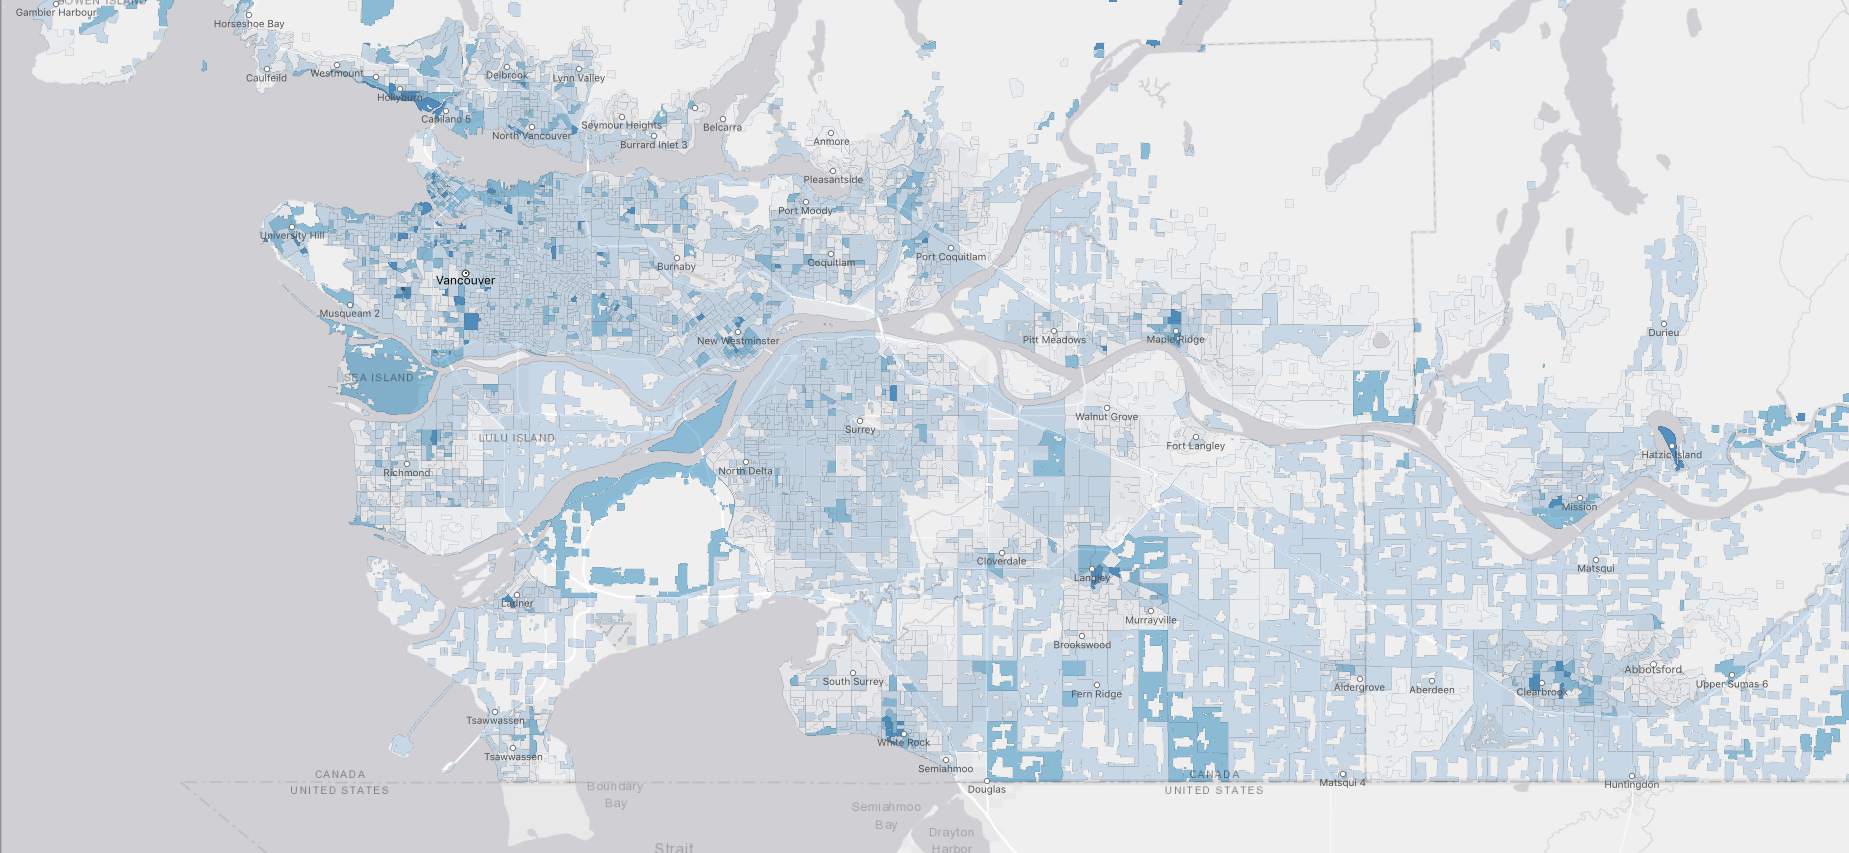 BOWEN ISLAND
Gambier Harbour
Horseshoe Bay
Caulfeild
Westmount
Delbrook
Lynn Valley
Hollyburn
Capilano 5
North Vancouver
Seymour Heights
Burrard Inlet 3
Belcarra
Anmore
Pleasantside
Port Moody
University Hill
Vancouver
Burnaby
Coquitlam
Port Coquitlam
Musqueam 2
New Westminster
Pitt Meadows
Maple Ridge
Durieu
SEA ISLAND
LULU ISLAND
Surrey
Walnut Grove
Fort Langley
Hatzic Island
Richmond
North Delta
Mission
Cloverdale
Langley
Matsqui
Ladner
Murrayville
Brookswood
South Surrey
Fern Ridge
Aldergrove
Aberdeen
Clearbrook
Abbotsford
Upper Sumas 6
Tsawwassen
White Rock
Tsawwassen
Semiahmoo
CANADA
UNITED STATES
Boundary
Bay
Douglas
CANADA
UNITED STATES
Matsqui 4
Huntingdon
Semiahmoo
Bay
Drayton
Harbor
Strait